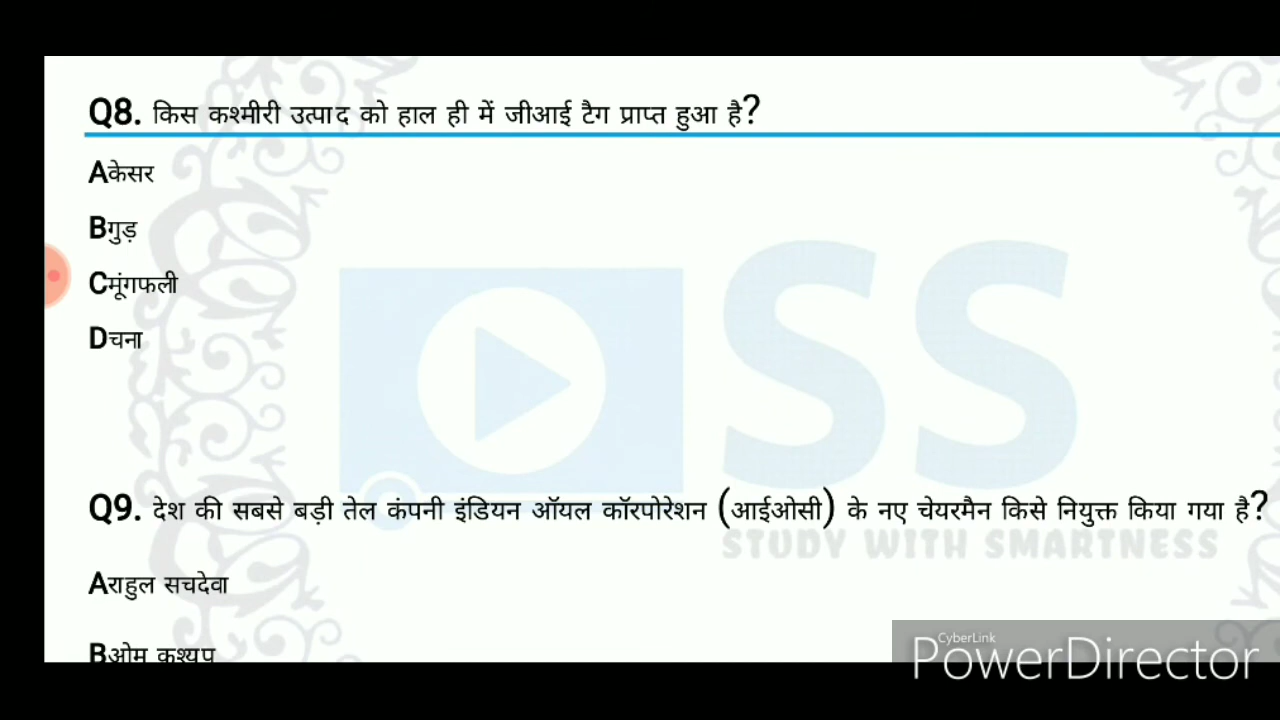 Q8. किस कश्मीरी उत्पाद को हाल ही में जीआई टैग प्राप्त हुआ है?
Aकेसर
Bगुड़
Cमूंगफली
Dचना
SS
Q9. देश की सबसे बड़ी तेल कंपनी इंडियन ऑयल कॉरपोरेशन (आईओसी) के नए चेयरमैन किसे नियुक्त किया गया है?
STUDY WITH SMARTNESS
Aराहुल सचदेवा
Bओम कश्यप
CyberLink
PowerDirector